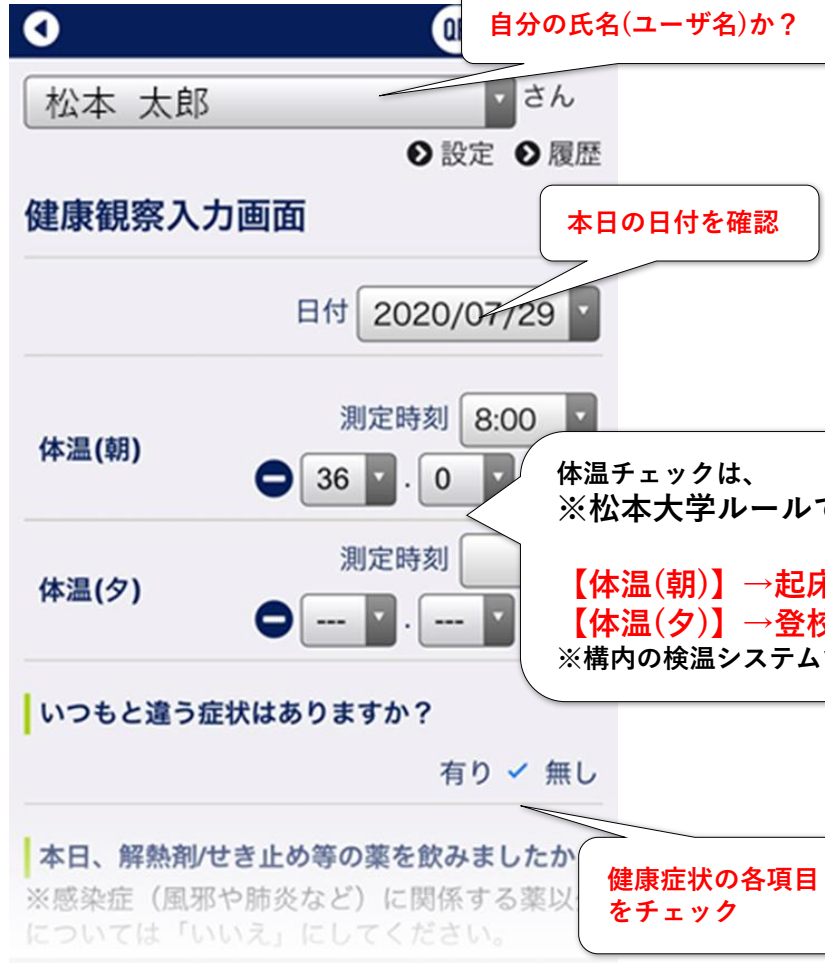 自分の氏名(ユーザ名)か？
松本 太郎 さん
設定 履歴
健康観察入力画面
本日の日付を確認
日付 2020/07/29
測定時刻 8:00
体温(朝)
36 . 0
体温チェックは、
※松本大学ルールで
【体温(朝)】→起床
【体温(夕)】→登校
※構内の検温システム
測定時刻
体温(夕)
--- . ---
いつもと違う症状はありますか？
有り ✓ 無し
本日、解熱剤/せき止め等の薬を飲みましたか
※感染症（風邪や肺炎など）に関係する薬以
については「いいえ」にしてください。
健康症状の各項目
をチェック